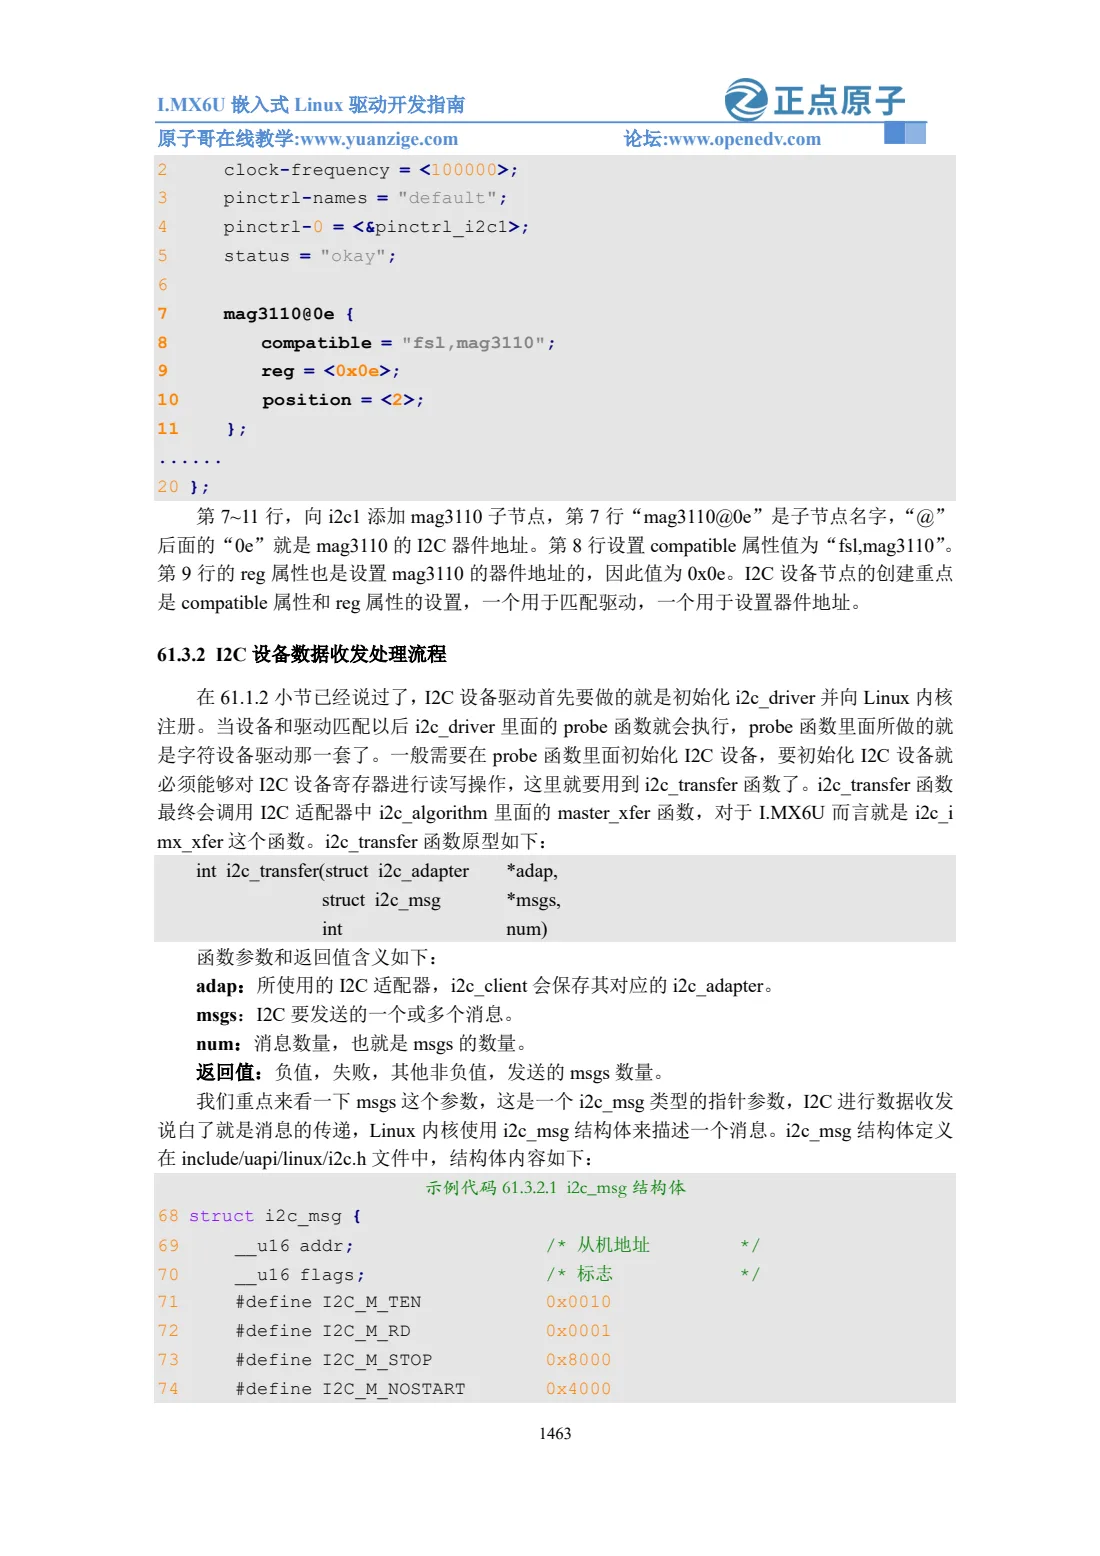 I.MX6U 嵌入式 Linux 驱动开发指南
正点原子
原子哥在线教学:www.yuanzige.com 论坛:www.openedv.com
2 clock-frequency = <100000>;
3 pinctrl-names = "default";
4 pinctrl-0 = <&pinctrl_i2c1>;
5 status = "okay";
6
7 mag3110@0e {
8 compatible = "fsl,mag3110";
9 reg = <0x0e>;
10 position = <2>;
11 };
......
20 };
第 7~11 行，向 i2c1 添加 mag3110 子节点，第 7 行“mag3110@0e”是子节点名字，“@”
后面的“0e”就是 mag3110 的 I2C 器件地址。第 8 行设置 compatible 属性值为“fsl,mag3110”。
第 9 行的 reg 属性也是设置 mag3110 的器件地址的，因此值为 0x0e。I2C 设备节点的创建重点
是 compatible 属性和 reg 属性的设置，一个用于匹配驱动，一个用于设置器件地址。
61.3.2 I2C 设备数据收发处理流程
在 61.1.2 小节已经说过了，I2C 设备驱动首先要做的就是初始化 i2c_driver 并向 Linux 内核
注册。当设备和驱动匹配以后 i2c_driver 里面的 probe 函数就会执行，probe 函数里面所做的就
是字符设备驱动那一套了。一般需要在 probe 函数里面初始化 I2C 设备，要初始化 I2C 设备就
必须能够对 I2C 设备寄存器进行读写操作，这里就要用到 i2c_transfer 函数了。i2c_transfer 函数
最终会调用 I2C 适配器中 i2c_algorithm 里面的 master_xfer 函数，对于 I.MX6U 而言就是 i2c_i
mx_xfer 这个函数。i2c_transfer 函数原型如下：
int i2c_transfer(struct i2c_adapter *adap,
struct i2c_msg *msgs,
int num)
函数参数和返回值含义如下：
adap：所使用的 I2C 适配器，i2c_client 会保存其对应的 i2c_adapter。
msgs：I2C 要发送的一个或多个消息。
num：消息数量，也就是 msgs 的数量。
返回值：负值，失败，其他非负值，发送的 msgs 数量。
我们重点来看一下 msgs 这个参数，这是一个 i2c_msg 类型的指针参数，I2C 进行数据收发
说白了就是消息的传递，Linux 内核使用 i2c_msg 结构体来描述一个消息。i2c_msg 结构体定义
在 include/uapi/linux/i2c.h 文件中，结构体内容如下：
示例代码 61.3.2.1 i2c_msg 结构体
68 struct i2c_msg {
69 __u16 addr; /* 从机地址 */
70 __u16 flags; /* 标志 */
71 #define I2C_M_TEN 0x0010
72 #define I2C_M_RD 0x0001
73 #define I2C_M_STOP 0x8000
74 #define I2C_M_NOSTART 0x4000
1463